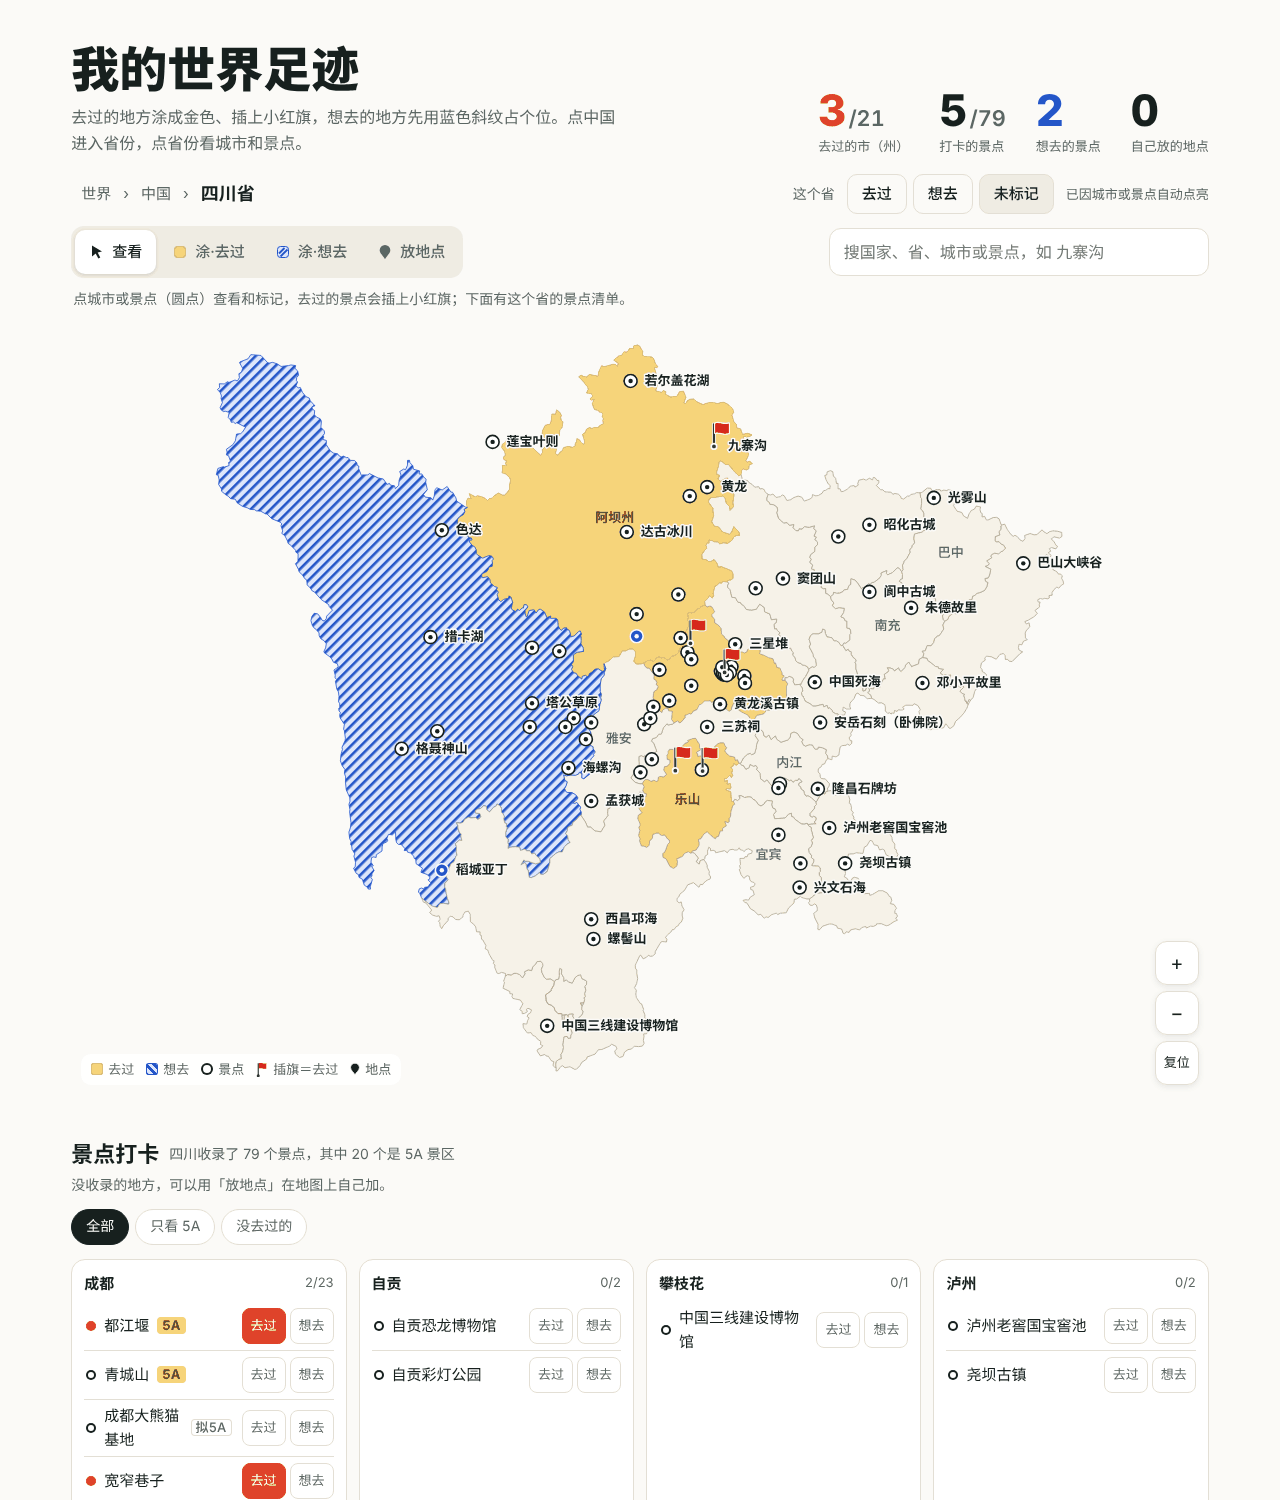 我的世界足迹
去过的地方涂成金色、插上小红旗，想去的地方先用蓝色斜纹占个位。点中国
进入省份，点省份看城市和景点。
3/21
去过的市（州）
5/79
打卡的景点
2
想去的景点
0
自己放的地点
世界 › 中国 › 四川省
这个省 去过 想去 未标记 已因城市或景点自动点亮
查看 涂·去过 涂·想去 放地点
搜国家、省、城市或景点，如 九寨沟
点城市或景点（圆点）查看和标记，去过的景点会插上小红旗；下面有这个省的景点清单。
若尔盖花湖
莲宝叶则
九寨沟
黄龙
光雾山
阿坝州
色达
达古冰川
昭化古城
巴中
巴山大峡谷
窦团山
阆中古城
朱德故里
南充
措卡湖
三星堆
中国死海
邓小平故里
塔公草原
黄龙溪古镇
安岳石刻（卧佛院）
三苏祠
雅安
格聂神山
海螺沟
内江
隆昌石牌坊
孟获城
乐山
泸州老窖国宝窖池
宜宾
稻城亚丁
尧坝古镇
兴文石海
西昌邛海
螺髻山
中国三线建设博物馆
+
−
复位
去过 想去 景点 插旗＝去过 地点
景点打卡 四川收录了 79 个景点，其中 20 个是 5A 景区
没收录的地方，可以用「放地点」在地图上自己加。
全部 只看 5A 没去过的
成都 2/23
都江堰 5A 去过 想去
青城山 5A 去过 想去
成都大熊猫
基地 拟5A 去过 想去
宽窄巷子 去过 想去
自贡 0/2
自贡恐龙博物馆 去过 想去
自贡彩灯公园 去过 想去
攀枝花 0/1
中国三线建设博物
馆 去过 想去
泸州 0/2
泸州老窖国宝窖池 去过 想去
尧坝古镇 去过 想去